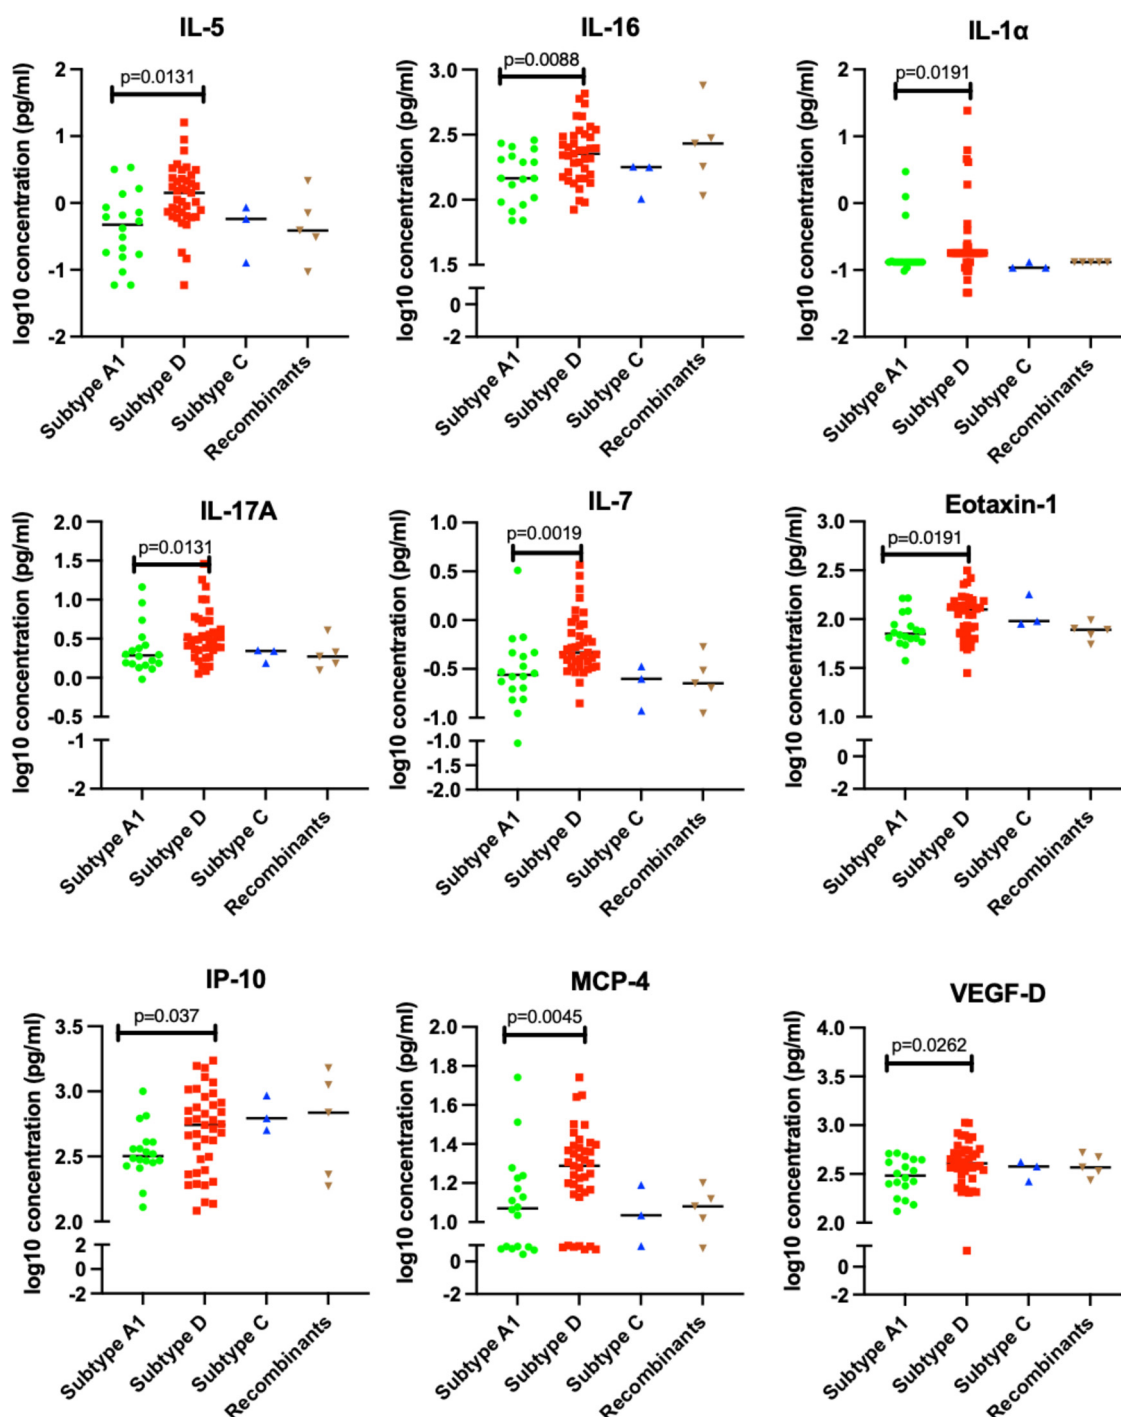 IL-5
p=0.0131
log10 concentration (pg/ml)
2
1
0
-1
-2
Subtype A1
Subtype D
Subtype C
Recombinants
IL-16
p=0.0088
log10 concentration (pg/ml)
3.0
2.5
2.0
1.5
0
-2
Subtype A1
Subtype D
Subtype C
Recombinants
IL-1α
p=0.0191
log10 concentration (pg/ml)
2
1
0
-1
-2
Subtype A1
Subtype D
Subtype C
Recombinants
IL-17A
p=0.0131
log10 concentration (pg/ml)
2.0
1.5
1.0
0.5
0.0
-0.5
-1
-2
Subtype A1
Subtype D
Subtype C
Recombinants
IL-7
p=0.0019
log10 concentration (pg/ml)
1.0
0.5
0.0
-0.5
-1.0
-1.0
-1.5
-2.0
Subtype A1
Subtype D
Subtype C
Recombinants
Eotaxin-1
p=0.0191
log10 concentration (pg/ml)
3.0
2.5
2.0
1.5
1.0
0
-2
Subtype A1
Subtype D
Subtype C
Recombinants
IP-10
p=0.037
log10 concentration (pg/ml)
3.5
3.0
2.5
2.0
2
0
-2
Subtype A1
Subtype D
Subtype C
Recombinants
MCP-4
p=0.0045
log10 concentration (pg/ml)
2.0
1.8
1.6
1.4
1.2
1.0
0
-2
Subtype A1
Subtype D
Subtype C
Recombinants
VEGF-D
p=0.0262
log10 concentration (pg/ml)
4.0
3.5
3.0
2.5
2.0
0
-2
Subtype A1
Subtype D
Subtype C
Recombinants